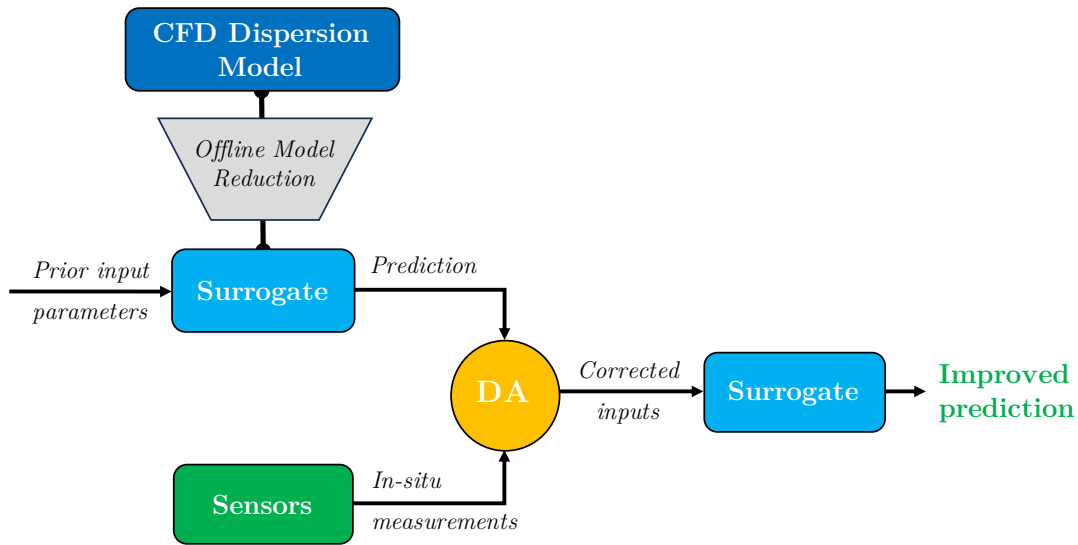 CFD Dispersion
Model
Offline Model
Reduction
Prior input
parameters
Surrogate
Prediction
DA
Corrected
inputs
Surrogate
Improved
prediction
Sensors
In-situ
measurements